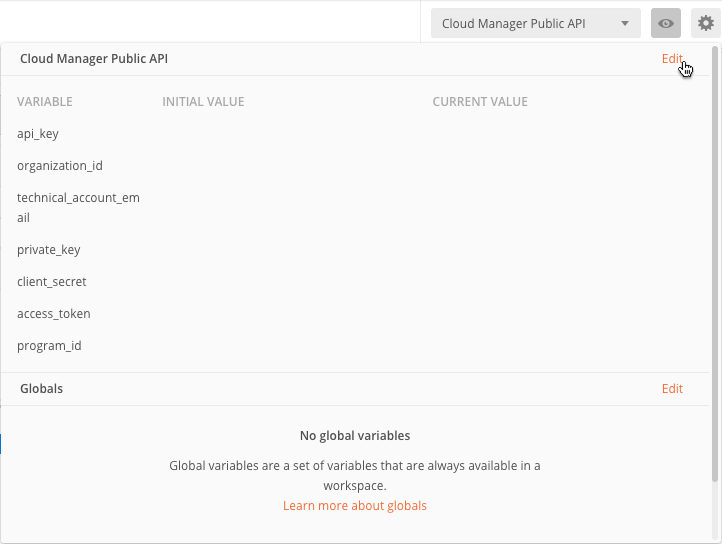 Cloud Manager Public API
Cloud Manager Public API Edit
VARIABLE INITIAL VALUE CURRENT VALUE
api_key
organization_id
technical_account_em
ail
private_key
client_secret
access_token
program_id
Globals Edit
No global variables
Global variables are a set of variables that are always available in a
workspace.
Learn more about globals